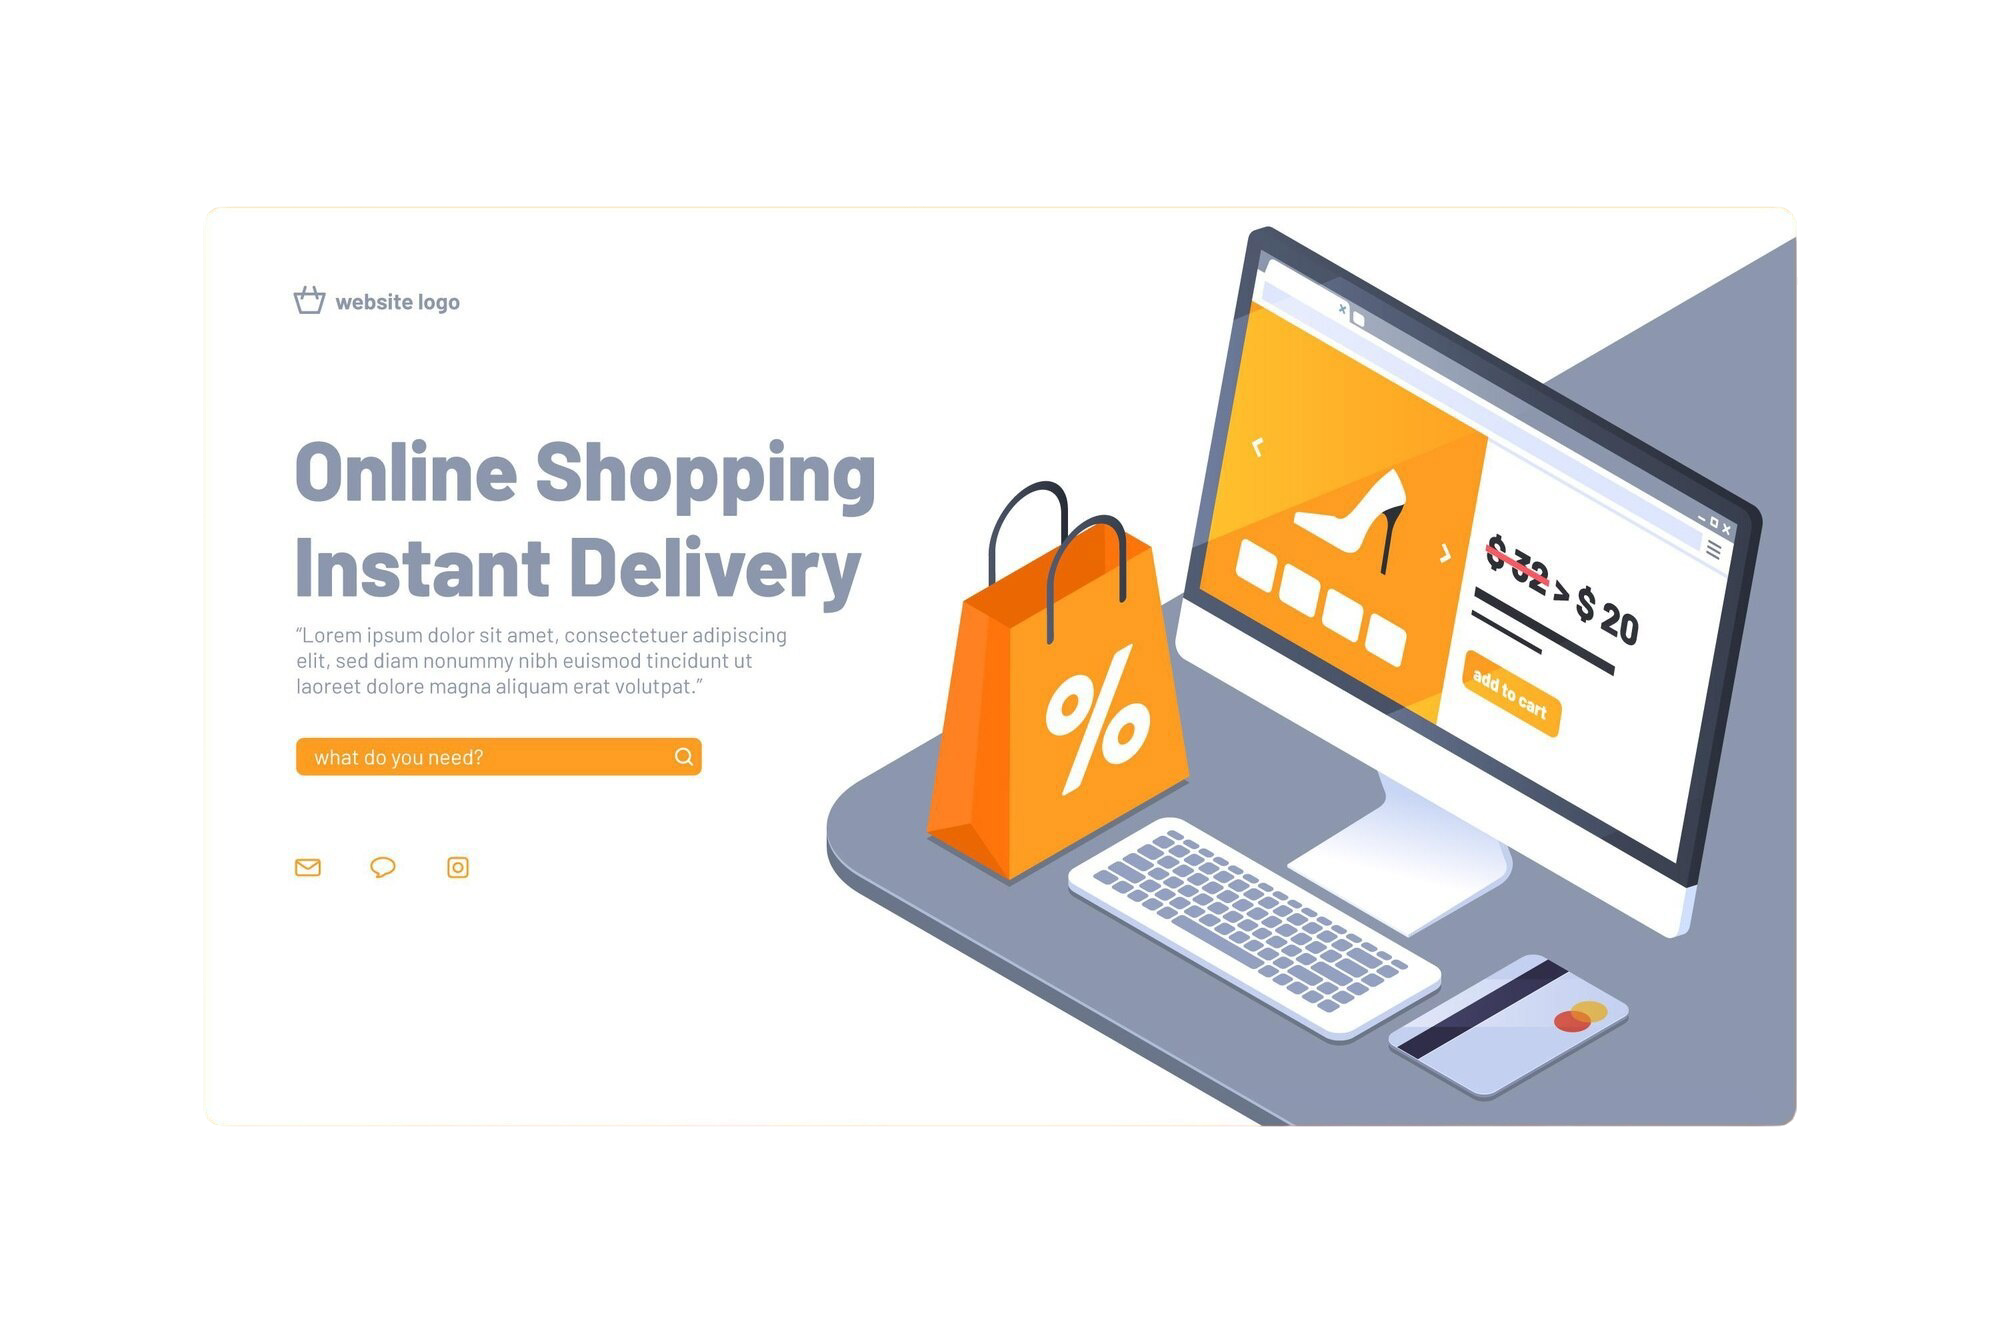 website logo
Online Shopping
Instant Delivery
“Lorem ipsum dolor sit amet, consectetuer adipiscing
elit, sed diam nonummy nibh euismod tincidunt ut
laoreet dolore magna aliquam erat volutpat.”
what do you need?
%
$ 32 > $ 20
add to cart